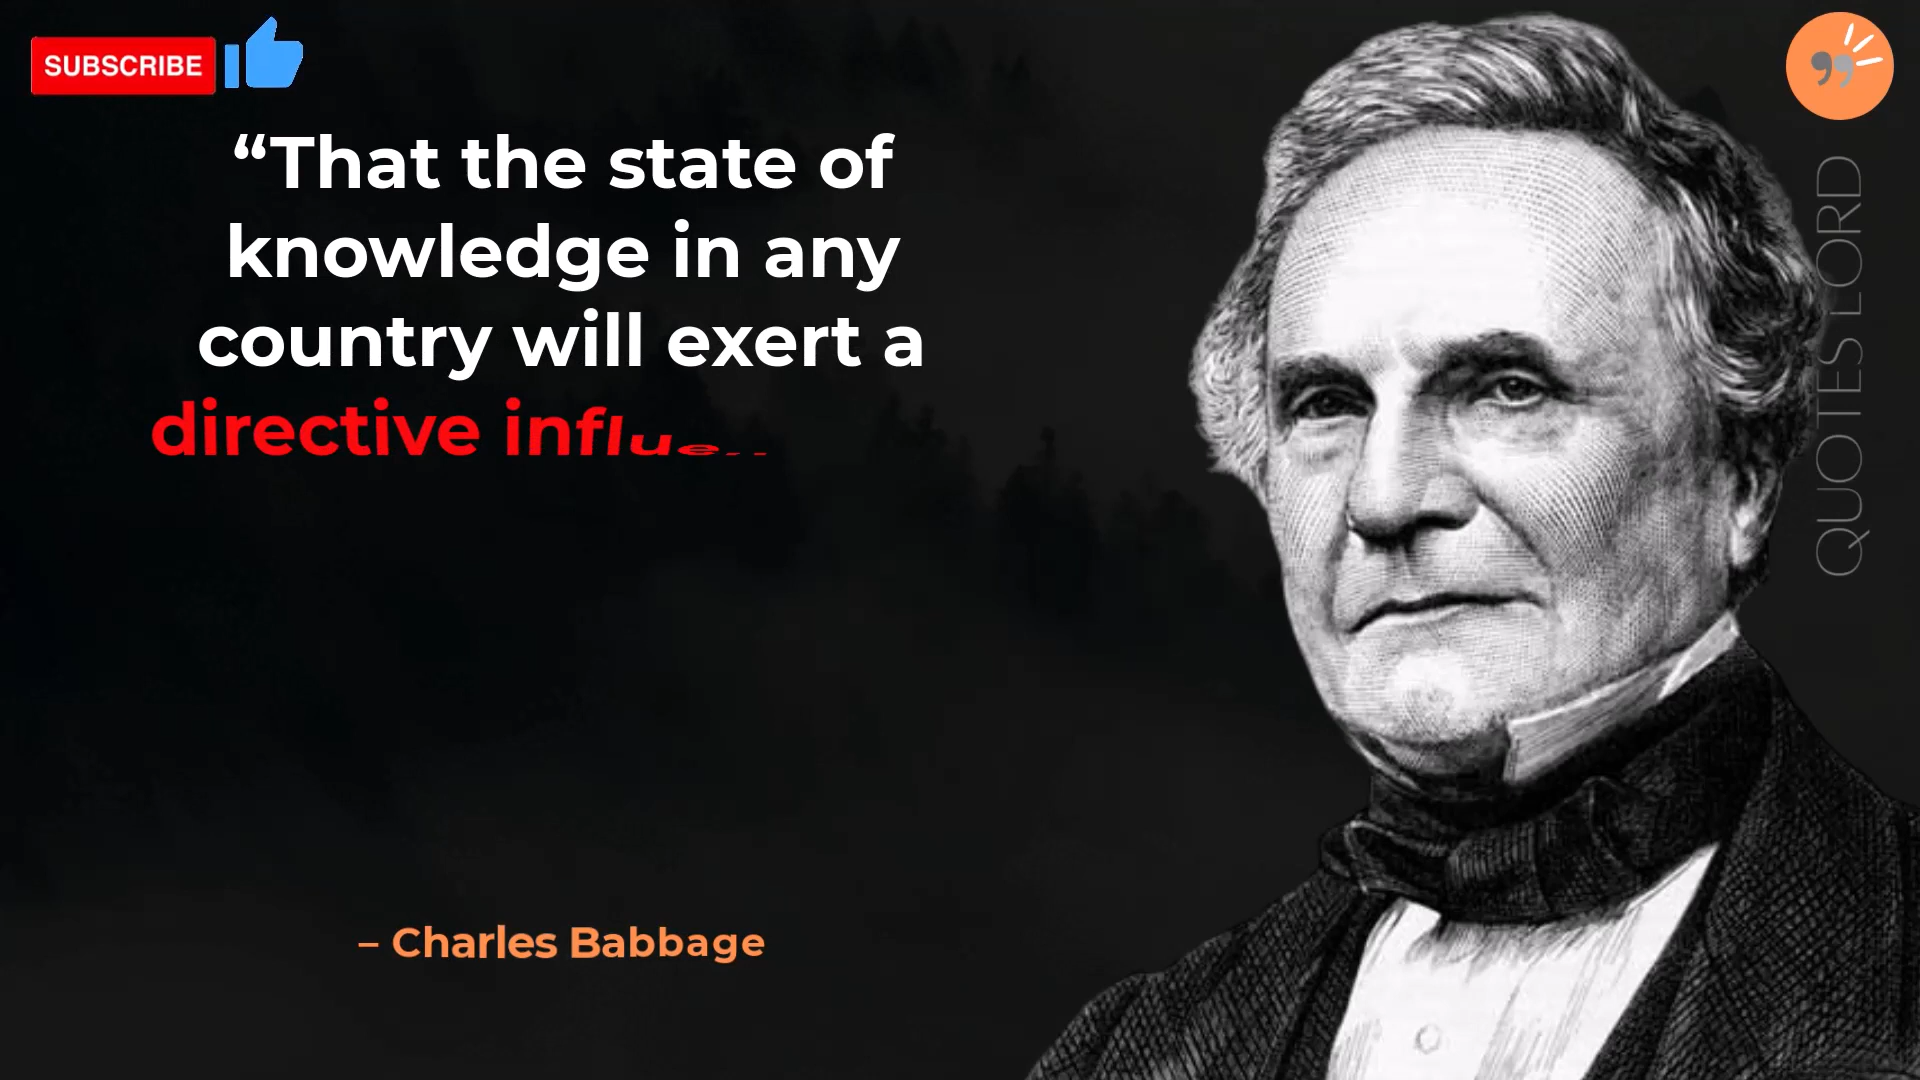 SUBSCRIBE
“That the state of
knowledge in any
country will exert a
directive
– Charles Babbage
QUOTES LORD